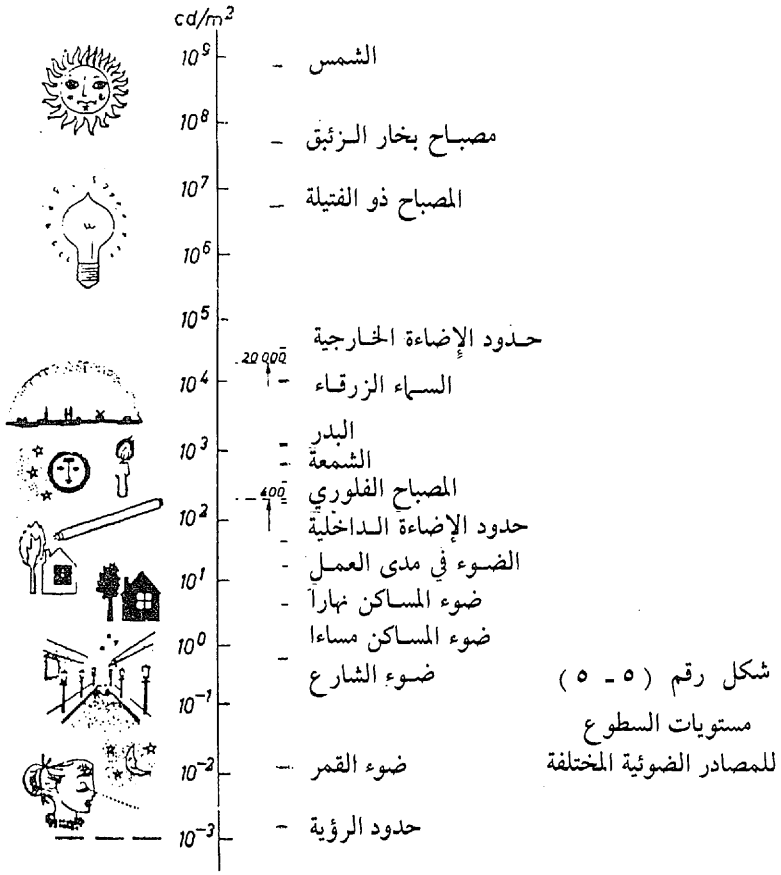 cd/m²
10⁹ الشمس
10⁸ مصباح بخار الزئبق
10⁷ المصباح ذو الفتيلة
10⁶
10⁵
حدود الإضاءة الخارجية
20 000
10⁴ السماء الزرقاء
البدر
10³
الشمعة
المصباح الفلوري
400
10²
حدود الإضاءة الداخلية
الضوء في مدى العمل
10¹
ضوء المساكن نهارا
ضوء المساكن مساءا
10⁰
ضوء الشارع
10⁻¹
شكل رقم (٥ - ٥)
مستويات السطوع
للمصادر الضوئية المختلفة
10⁻² ضوء القمر
حدود الرؤية
10⁻³